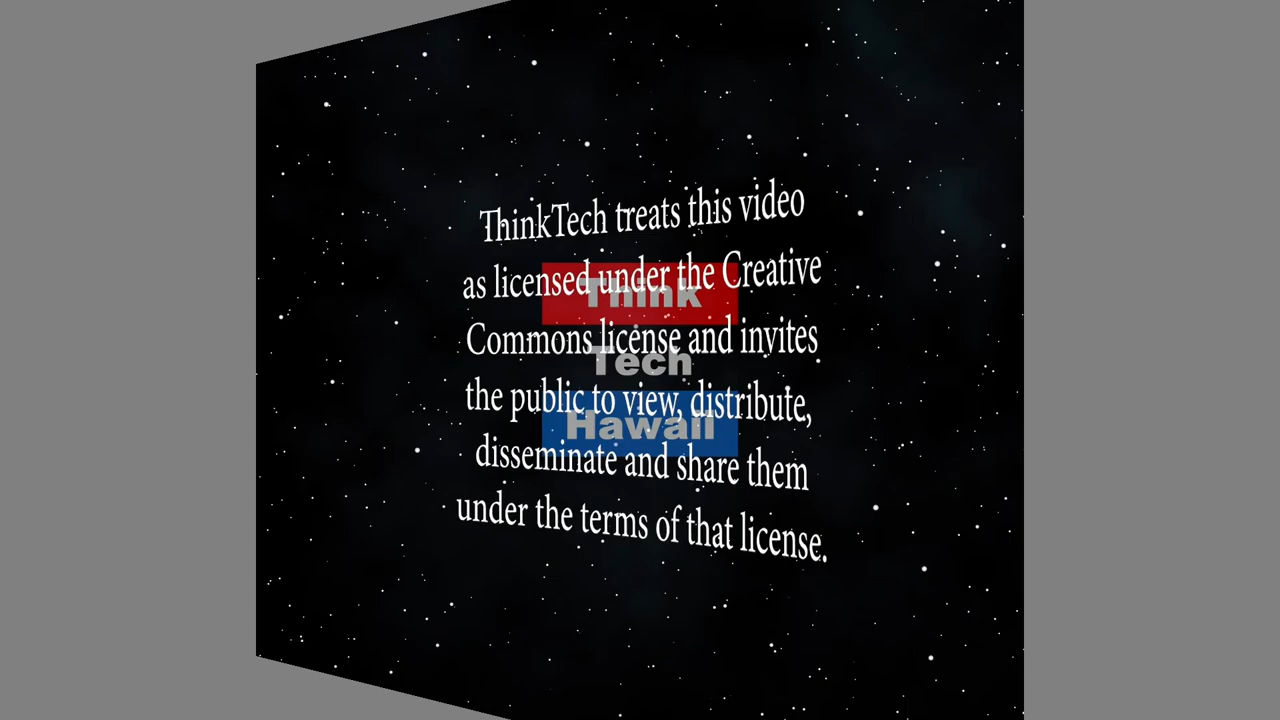 ThinkTech treats this video
as licensed under the Creative
Commons license and invites
the public to view, distribute,
disseminate and share them
under the terms of that license.
Think
Tech
Hawaii